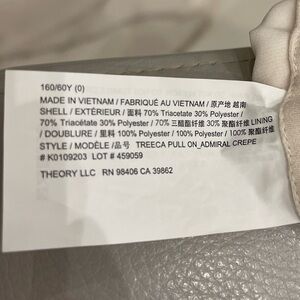 160/60Y (0)
MADE IN VIETNAM / FABRIQUÉ AU VIETNAM / 原产地 越南
SHELL / EXTÉRIEUR / 面料 70% Triacetate 30% Polyester /
70% Triacétate 30% Polyester / 70% 三醋酯纤维 30% 聚酯纤维 LINING
/ DOUBLURE / 里料 100% Polyester / 100% Polyester / 100% 聚酯纤维
STYLE / MODÈLE /品号  TREECA PULL ON_ADMIRAL CREPE
# K0109203  LOT # 459059
THEORY LLC  RN 98406 CA 39862